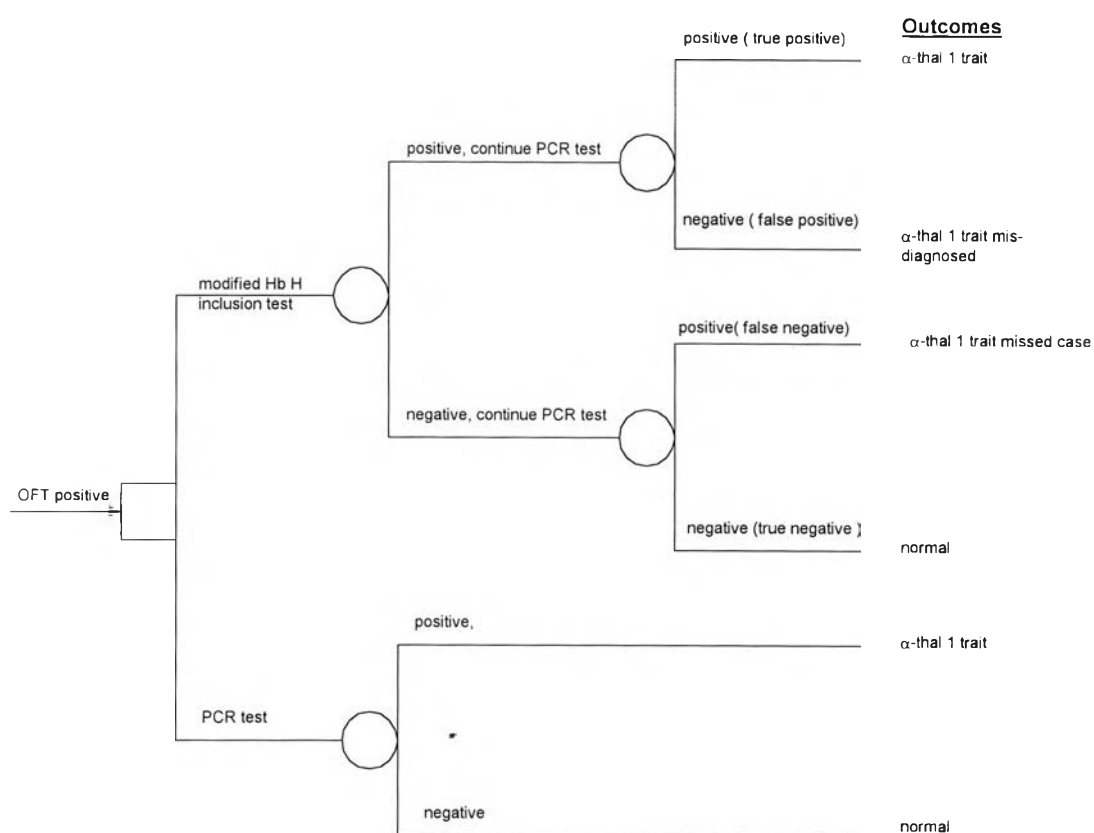 Outcomes
positive ( true positive)
α-thal 1 trait
positive, continue PCR test
negative ( false positive)
α-thal 1 trait mis-
diagnosed
modified Hb H
inclusion test
positive( false negative)
α-thal 1 trait missed case
negative, continue PCR test
OFT positive
negative (true negative )
normal
positive,
α-thal 1 trait
PCR test
negative
normal